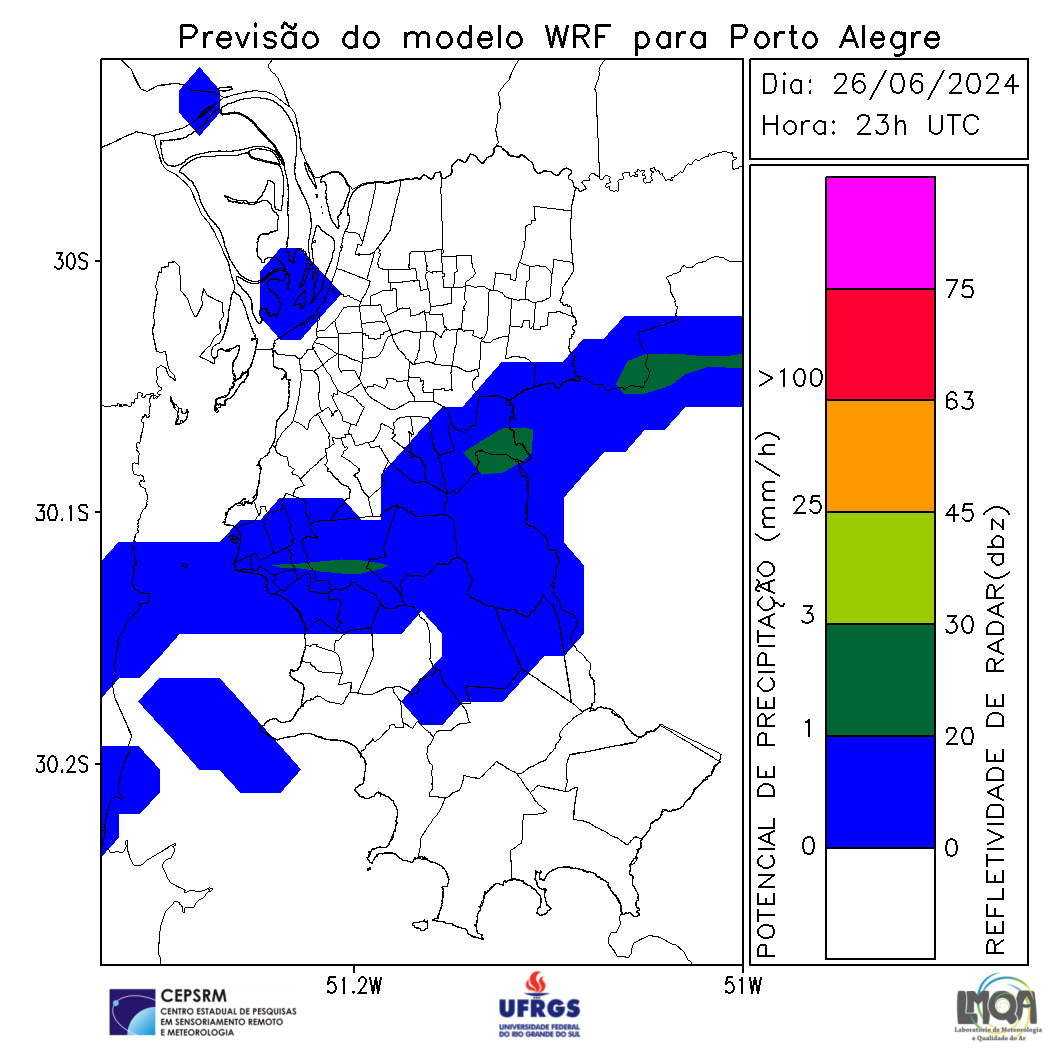 Previsão do modelo WRF para Porto Alegre
Dia: 26/06/2024
Hora: 23h UTC
30S
30.1S
30.2S
51.2W
51W
POTENCIAL DE PRECIPITAÇÃO (mm/h)
>100
25
3
1
0
75
63
45
30
20
0
REFLETIVIDADE DE RADAR(dbz)
CEPSRM
CENTRO ESTADUAL DE PESQUISAS
EM SENSORIAMENTO REMOTO
E METEOROLOGIA
UFRGS
UNIVERSIDADE FEDERAL
DO RIO GRANDE DO SUL
LMQA
Laboratório de Meteorologia
e Qualidade do Ar